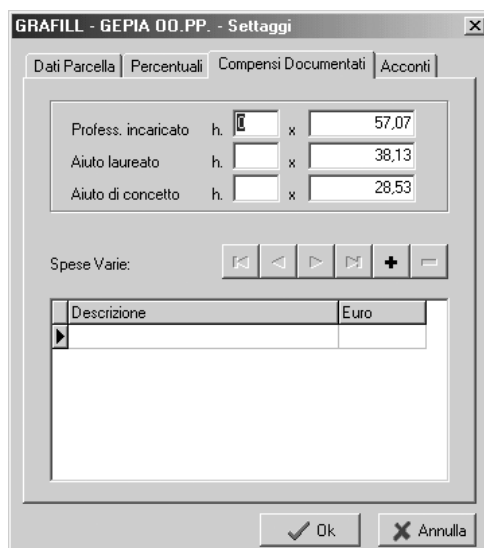 GRAFILL - GEPIA OO.PP. - Settaggi
Dati Parcella Percentuali Compensi Documentati Acconti
Profess. incaricato h. 0 x 57,07
Aiuto laureato h. x 38,13
Aiuto di concetto h. x 28,53
Spese Varie:
Descrizione Euro
Ok Annulla